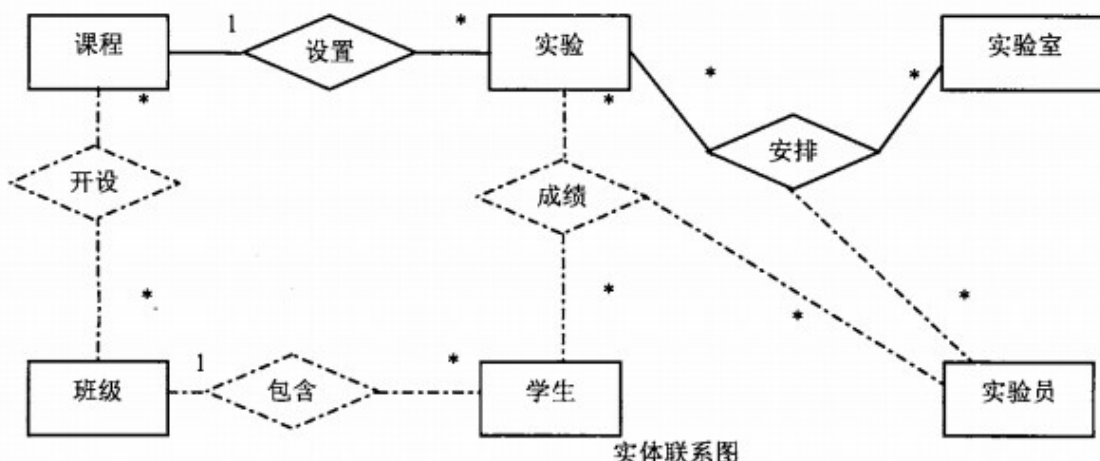 课程 1 设置 * 实验 实验室
* * * *
开设 成绩 安排
* * * *
班级 1 包含 * 学生 实验员
实体联系图